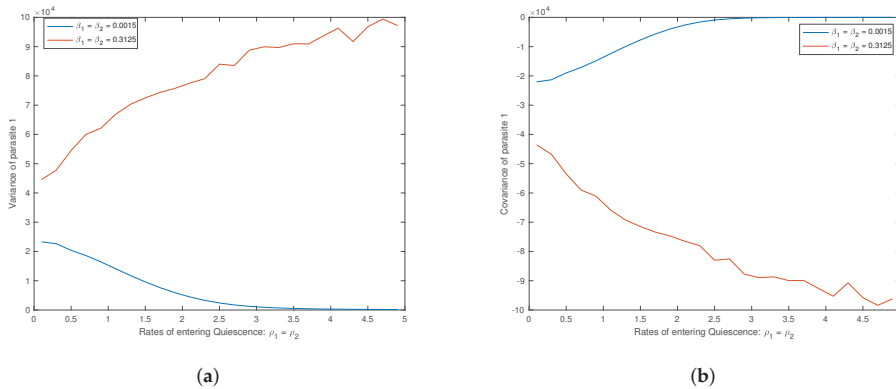 ×10⁴
β₁ = β₂ = 0.0015
β₁ = β₂ = 0.3125
10
9
8
7
6
5
4
3
2
1
0
Variance of parasite 1
0 0.5 1 1.5 2 2.5 3 3.5 4 4.5 5
Rates of entering Quiescence: ρ₁ = ρ₂
(a)
×10⁴
β₁ = β₂ = 0.0015
β₁ = β₂ = 0.3125
0
-1
-2
-3
-4
-5
-6
-7
-8
-9
-10
Covariance of parasite 1
0 0.5 1 1.5 2 2.5 3 3.5 4 4.5
Rates of entering Quiescence: ρ₁ = ρ₂
(b)